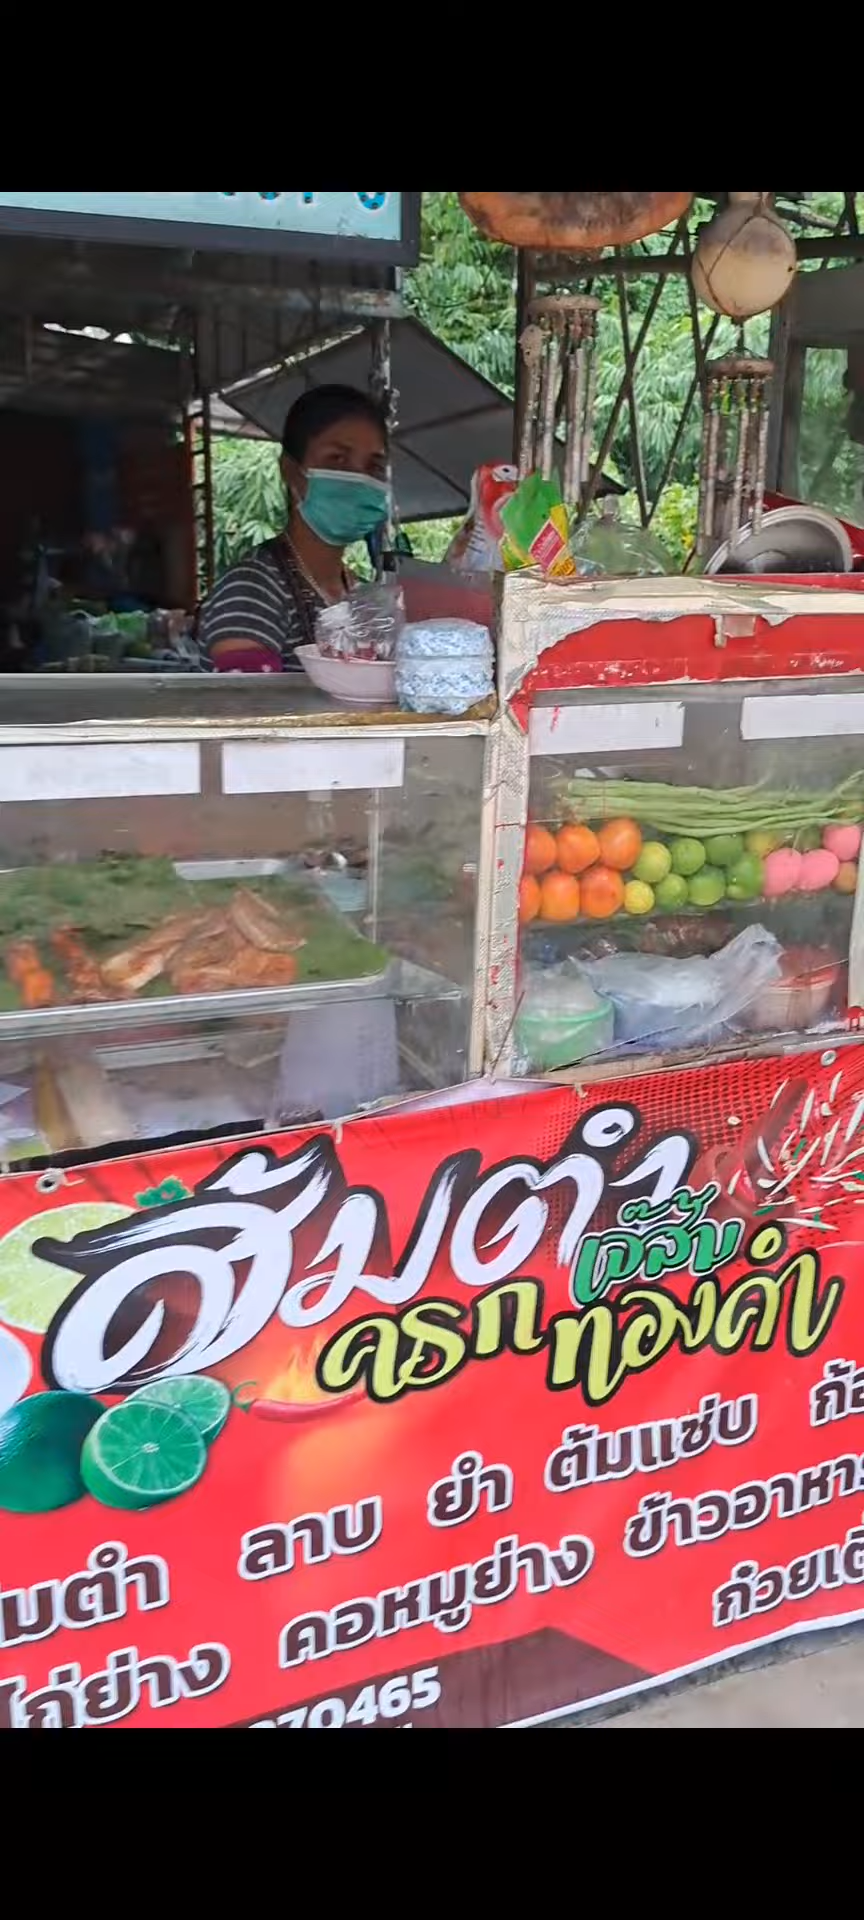 ส้มตำ
เจ๊ส้ม
ครกทองคำ
ลาบ ยำ ต้มแซ่บ
มตำ คอหมูย่าง ข้าวอาหาร
ไก่ย่าง ก๋วยเตี
70465